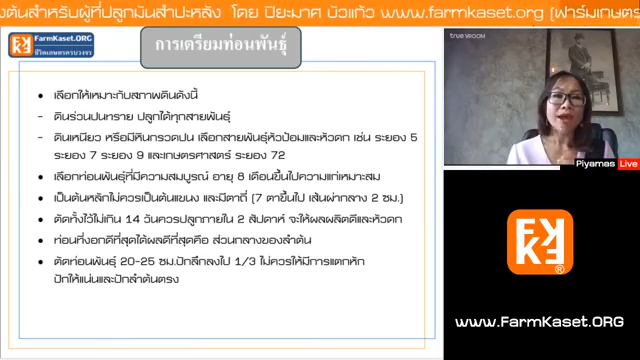 งต้นสำหรับผู้ที่ปลูกมันสำปะหลัง โดย ปิยะมาศ บัวแก้ว www.farmkaset.org (ฟาร์มเกษตร
FK FarmKaset.ORG
ชีวิตเกษตรครบวงจร
การเตรียมท่อนพันธุ์
true VROOM
• เลือกให้เหมาะกับสภาพดินดังนี้
- ดินร่วนปนทราย ปลูกได้ทุกสายพันธุ์
- ดินเหนียว หรือมีหินกรวดปน เลือกสายพันธุ์หัวป้อมและหัวดก เช่น ระยอง 5
ระยอง 7 ระยอง 9 และเกษตรศาสตร์ ระยอง 72
• เลือกท่อนพันธุ์ที่มีความสมบูรณ์ อายุ 8 เดือนขึ้นไปความแก่เหมาะสม
• เป็นต้นหลักไม่ควรเป็นต้นแขนง และมีตาถี่ (7 ตาขึ้นไป เส้นผ่ากลาง 2 ซม.)
• ตัดทิ้งไว้ไม่เกิน 14 วันควรปลูกภายใน 2 สัปดาห์ จะให้ผลผลิตดีและหัวดก
• ท่อนที่งอกดีที่สุดได้ผลดีที่สุดคือ ส่วนกลางของลำต้น
• ตัดท่อนพันธุ์ 20-25 ซม.ปักลึกลงไป 1/3 ไม่ควรให้มีการแตกหัก
ปักให้แน่นและปักลำต้นตรง
Piyamas Live
FK ®
www.FarmKaset.ORG